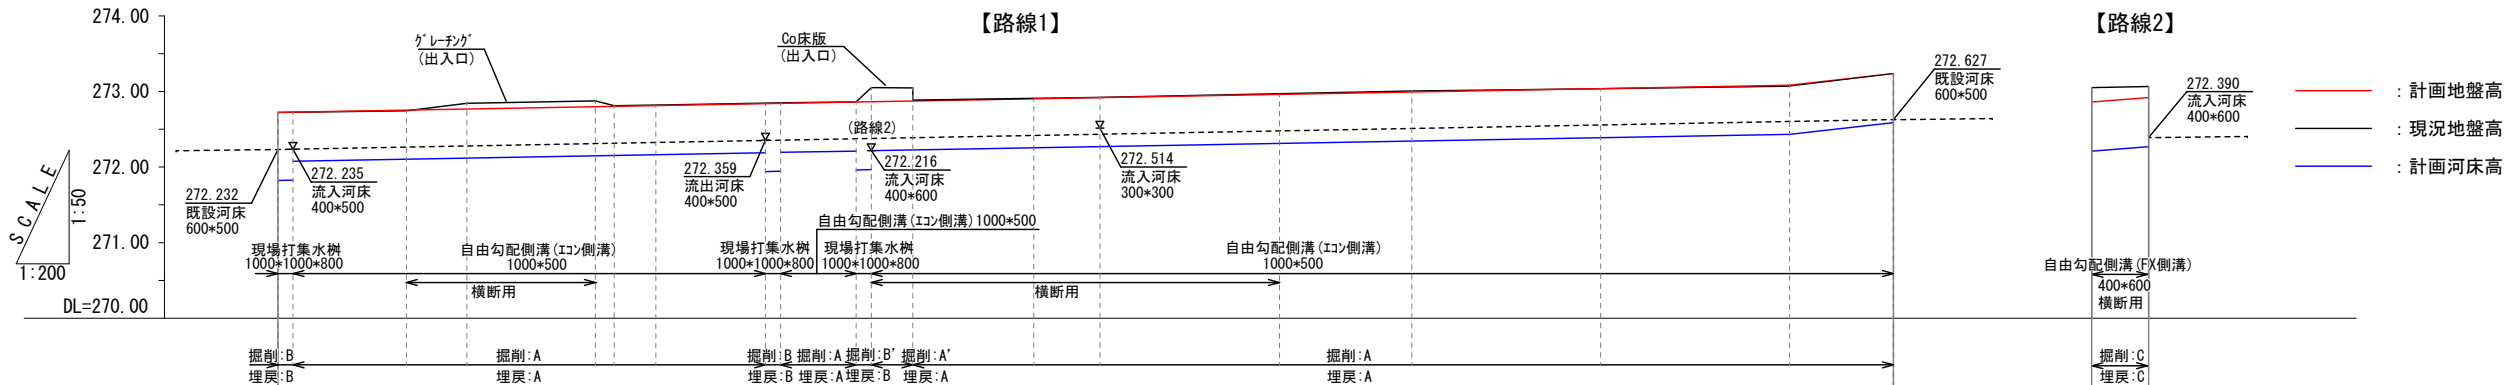 【路線1】
【路線2】
274.00
273.00
272.00
271.00
DL=270.00
SCALE
1:50
1:200
ｸﾞﾚｰﾁﾝｸﾞ
(出入口)
Co床版
(出入口)
272.627
既設河床
600*500
272.390
流入河床
400*600
：計画地盤高
：現況地盤高
：計画河床高
(路線2)
272.232
既設河床
600*500
272.235
流入河床
400*500
272.359
流出河床
400*500
272.216
流入河床
400*600
272.514
流入河床
300*300
自由勾配側溝(ｴｺﾝ側溝)1000*500
現場打集水桝
1000*1000*800
自由勾配側溝(ｴｺﾝ側溝)
1000*500
現場打集水桝
1000*1000*800
現場打集水桝
1000*1000*800
自由勾配側溝(ｴｺﾝ側溝)
1000*500
自由勾配側溝(FX側溝)
400*600
横断用
横断用
横断用
掘削:B
掘削:A
掘削:B
掘削:A
掘削:B'
掘削:A'
掘削:A
掘削:C
埋戻:B
埋戻:A
埋戻:B
埋戻:A
埋戻:B
埋戻:A
埋戻:A
埋戻:C